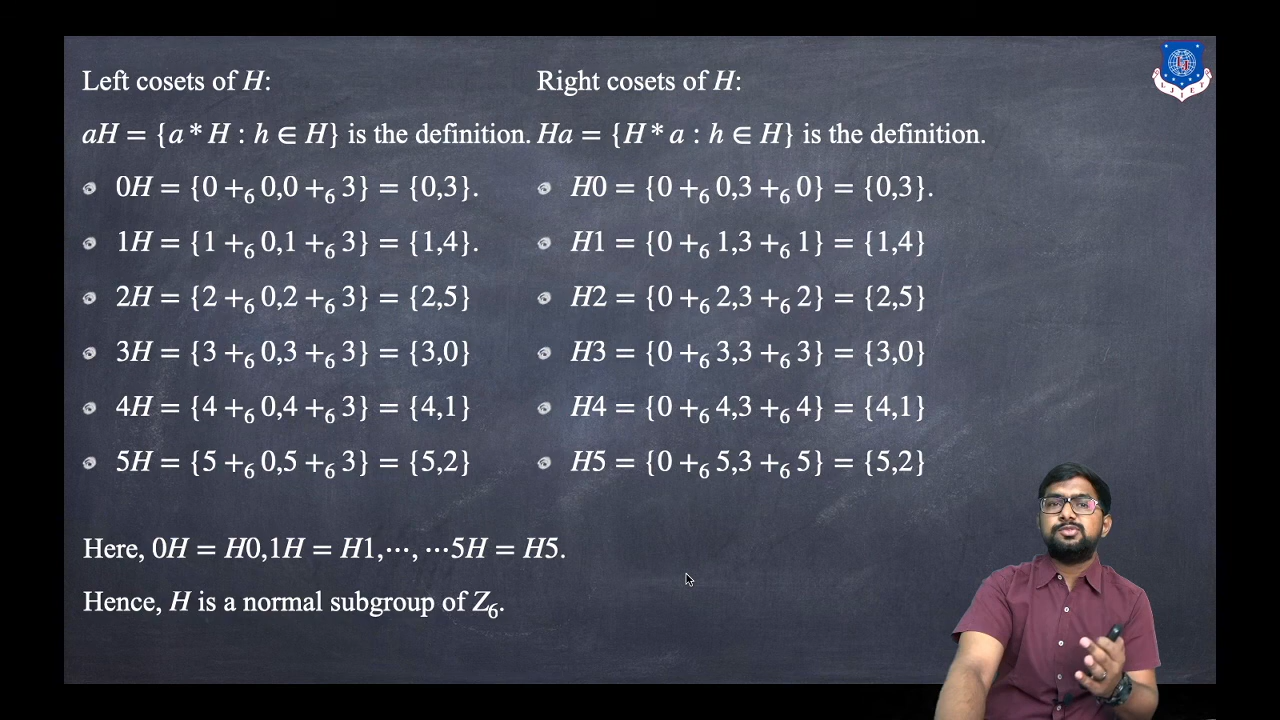 Left cosets of H:
aH = {a * H : h ∈ H} is the definition.
0H = {0 +₆ 0,0 +₆ 3} = {0,3}.
1H = {1 +₆ 0,1 +₆ 3} = {1,4}.
2H = {2 +₆ 0,2 +₆ 3} = {2,5}
3H = {3 +₆ 0,3 +₆ 3} = {3,0}
4H = {4 +₆ 0,4 +₆ 3} = {4,1}
5H = {5 +₆ 0,5 +₆ 3} = {5,2}
Right cosets of H:
Ha = {H * a : h ∈ H} is the definition.
H0 = {0 +₆ 0,3 +₆ 0} = {0,3}.
H1 = {0 +₆ 1,3 +₆ 1} = {1,4}
H2 = {0 +₆ 2,3 +₆ 2} = {2,5}
H3 = {0 +₆ 3,3 +₆ 3} = {3,0}
H4 = {0 +₆ 4,3 +₆ 4} = {4,1}
H5 = {0 +₆ 5,3 +₆ 5} = {5,2}
Here, 0H = H0,1H = H1,⋯, ⋯5H = H5.
Hence, H is a normal subgroup of Z₆.